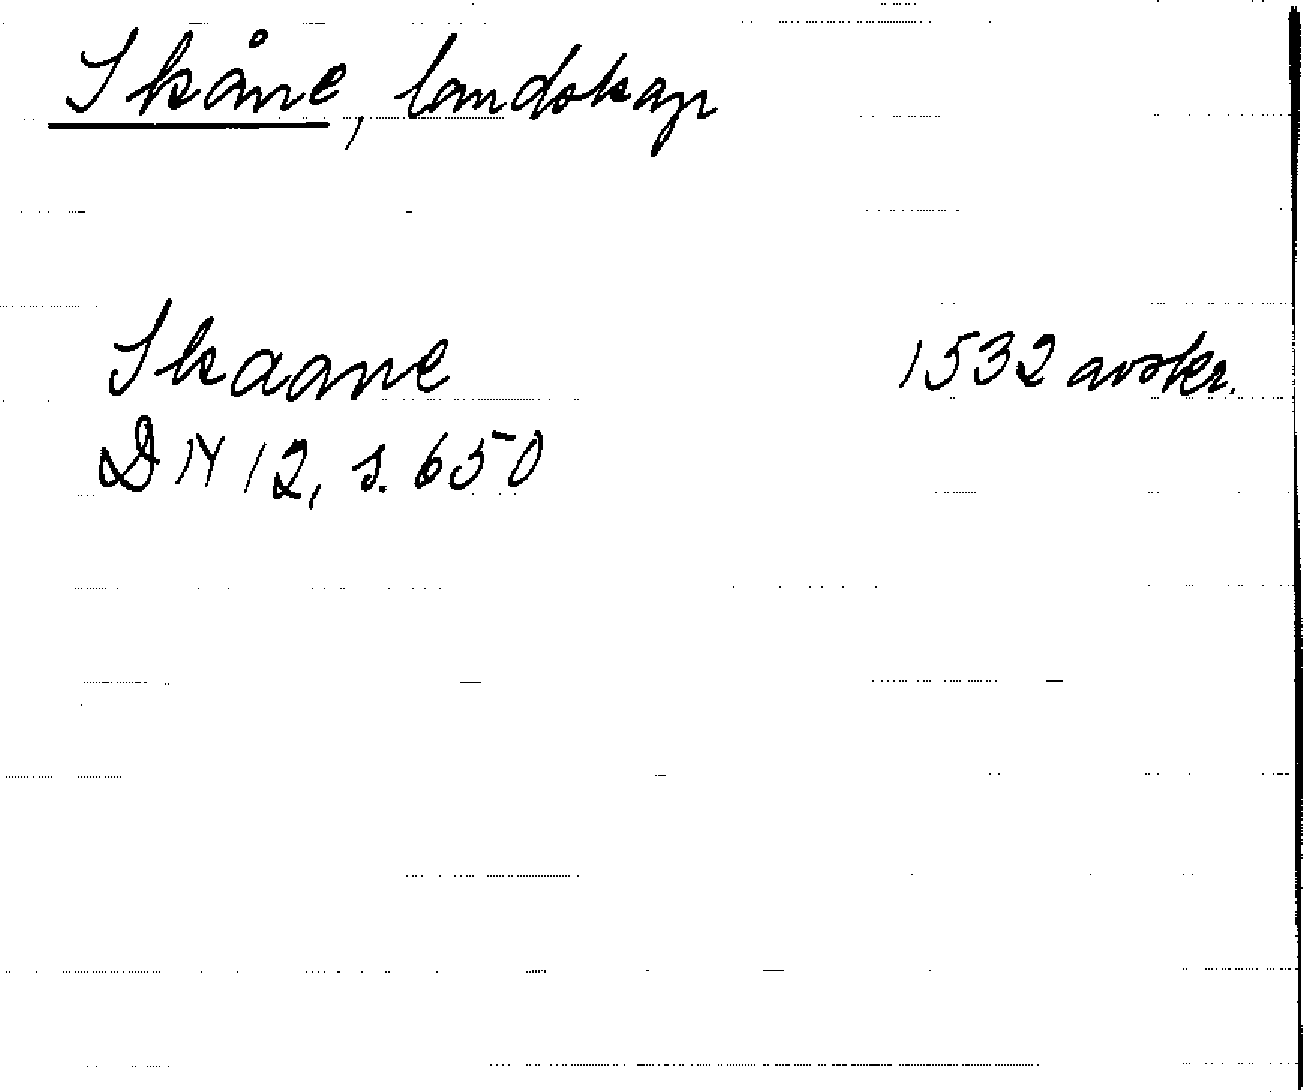 Skåne, landskap
Skaane 1532 avskr.
DN 12, s. 650